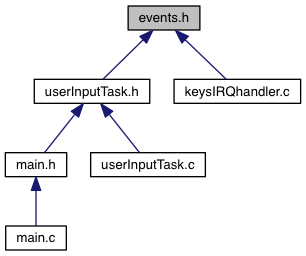 events.h
userInputTask.h
keysIRQhandler.c
main.h
userInputTask.c
main.c